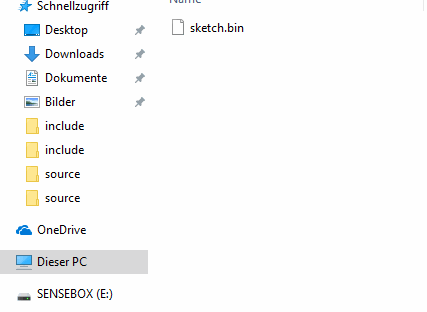 Schnellzugriff
Desktop
Downloads
Dokumente
Bilder
include
include
source
source
OneDrive
Dieser PC
SENSEBOX (E:)
Name
sketch.bin